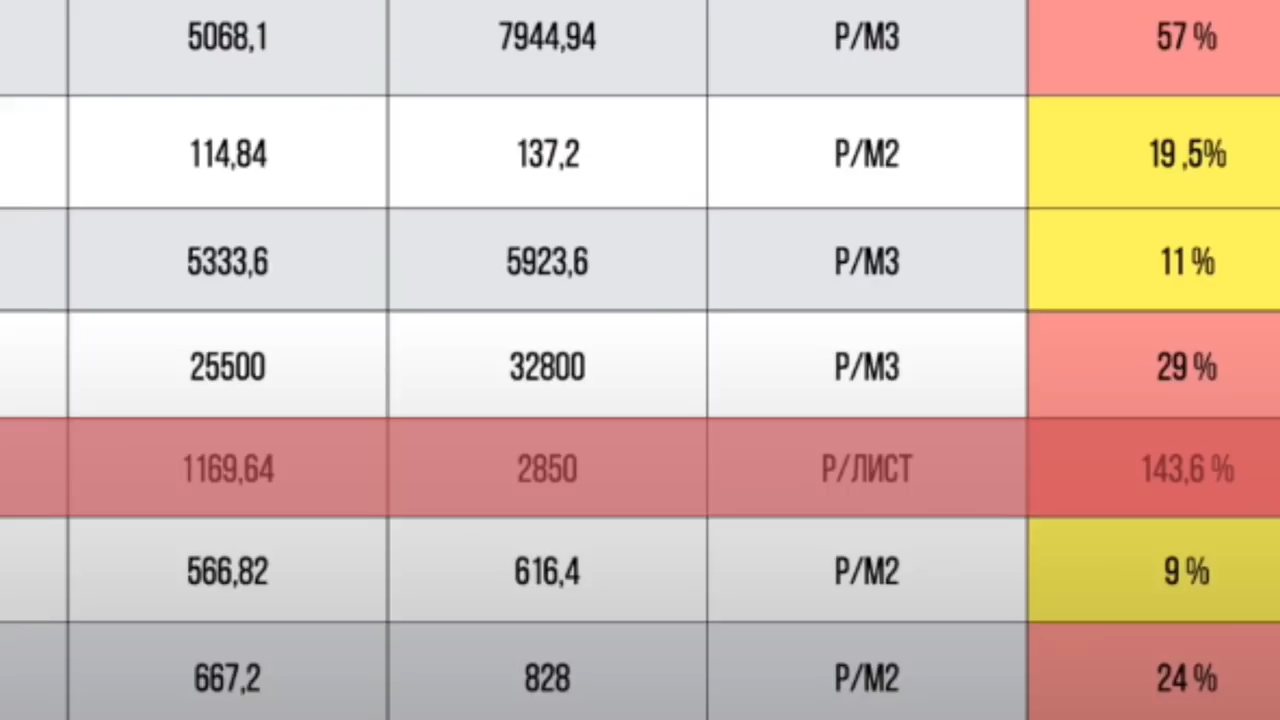 5068,1 7944,94 Р/М3 57 %
114,84 137,2 Р/М2 19 ,5%
5333,6 5923,6 Р/М3 11 %
25500 32800 Р/М3 29 %
1169,64 2850 Р/ЛИСТ 143,6 %
566,82 616,4 Р/М2 9 %
667,2 828 Р/М2 24 %